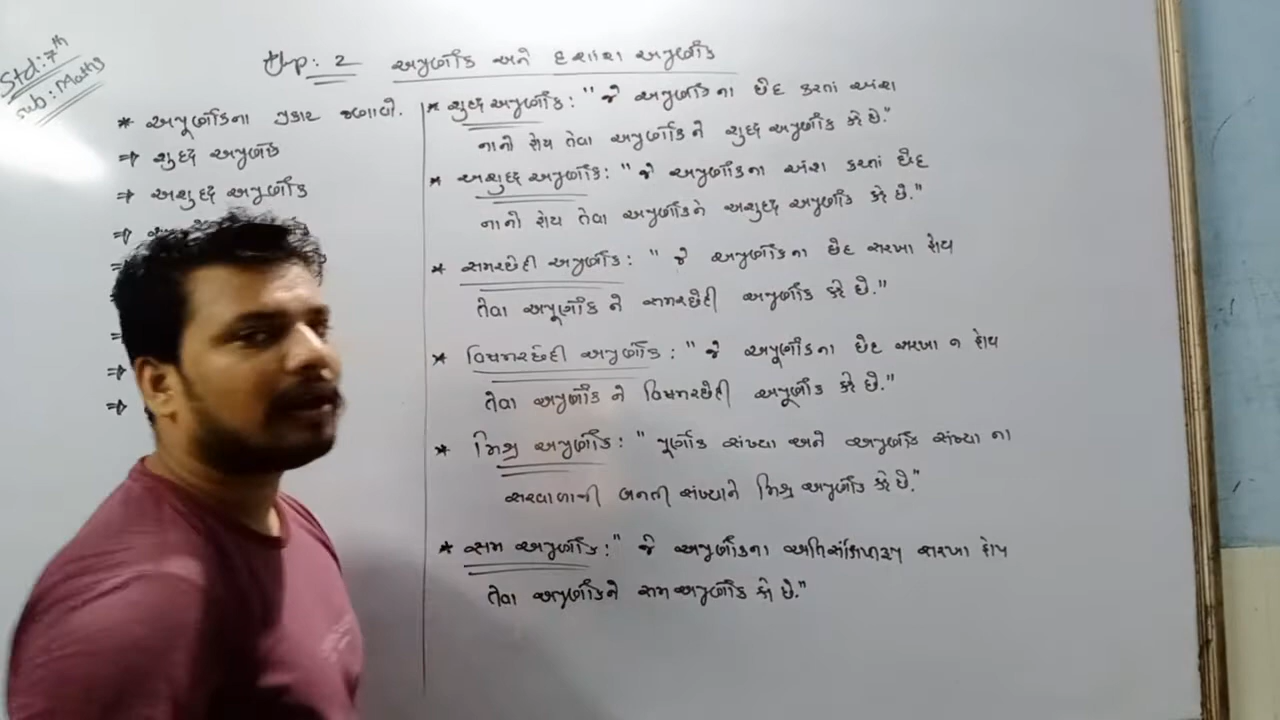 Std: 7th
Sub: Maths
Chp: 2 અપૂર્ણાંક અને દશાંશ અપૂર્ણાંક
* અપૂર્ણાંકના પ્રકાર જણાવો.
⇒ શુદ્ધ અપૂર્ણાંક
⇒ અશુદ્ધ અપૂર્ણાંક
* શુદ્ધ અપૂર્ણાંક: "જે અપૂર્ણાંકના છેદ કરતાં અંશ
નાનો હોય તેવા અપૂર્ણાંકને શુદ્ધ અપૂર્ણાંક કહે છે."
* અશુદ્ધ અપૂર્ણાંક: "જે અપૂર્ણાંકના અંશ કરતાં છેદ
નાનો હોય તેવા અપૂર્ણાંકને અશુદ્ધ અપૂર્ણાંક કહે છે."
* સમચ્છેદી અપૂર્ણાંક: "જે અપૂર્ણાંકના છેદ સરખા હોય
તેવા અપૂર્ણાંક ને સમચ્છેદી અપૂર્ણાંક કહે છે."
* વિષમચ્છેદી અપૂર્ણાંક: "જે અપૂર્ણાંકના છેદ સરખા ન હોય
તેવા અપૂર્ણાંક ને વિષમચ્છેદી અપૂર્ણાંક કહે છે."
* મિશ્ર અપૂર્ણાંક: "પૂર્ણાંક સંખ્યા અને અપૂર્ણાંક સંખ્યા ના
સરવાળાની બનતી સંખ્યાને મિશ્ર અપૂર્ણાંક કહે છે."
* સમ અપૂર્ણાંક: "જે અપૂર્ણાંકના અતિસંક્ષિપ્તરૂપ સરખા હોય
તેવા અપૂર્ણાંકને સમઅપૂર્ણાંક કહે છે."